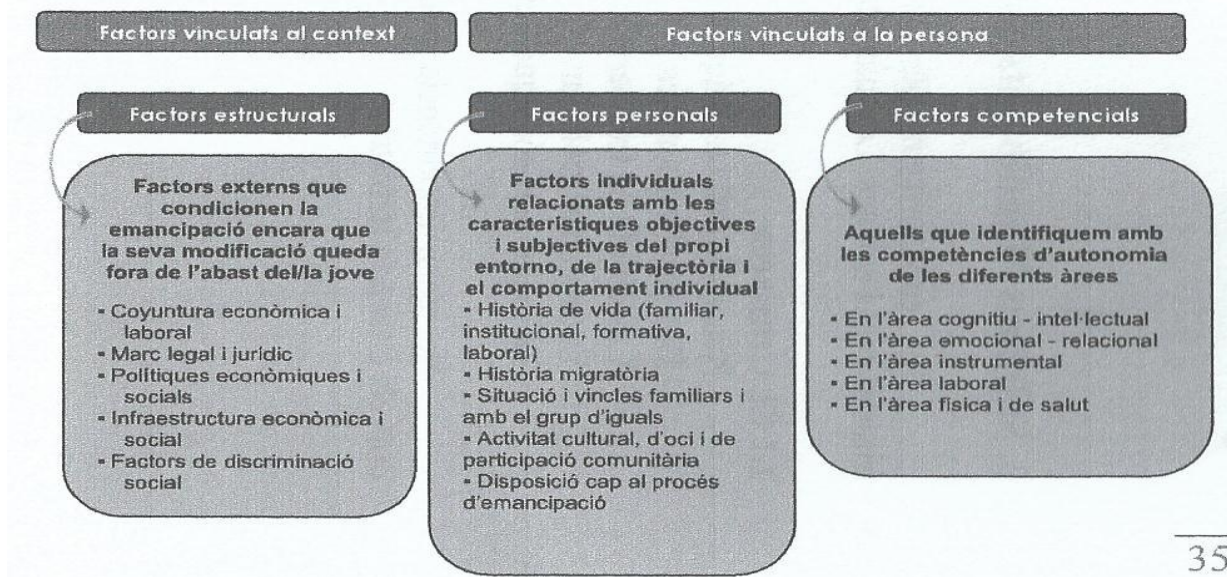 Factors vinculats al context
Factors vinculats a la persona
Factors estructurals
Factors externs que
condicionen la
emancipació encara que
la seva modificació queda
fora de l'abast del/la jove
▪ Coyuntura econòmica i
laboral
▪ Marc legal i jurídic
▪ Polítiques econòmiques i
socials
▪ Infraestructura econòmica i
social
▪ Factors de discriminació
social
Factors personals
Factors individuals
relacionats amb les
característiques objectives
i subjectives del propi
entorno, de la trajectòria i
el comportament individual
▪ Història de vida (familiar,
institucional, formativa,
laboral)
▪ Història migratòria
▪ Situació i vincles familiars i
amb el grup d'iguals
▪ Activitat cultural, d'oci i de
participació comunitària
▪ Disposició cap al procés
d'emancipació
Factors competencials
Aquells que identifiquem amb
les competències d'autonomia
de les diferents àrees
▪ En l'àrea cognitiu - intel·lectual
▪ En l'àrea emocional - relacional
▪ En l'àrea instrumental
▪ En l'àrea laboral
▪ En l'àrea física i de salut
35